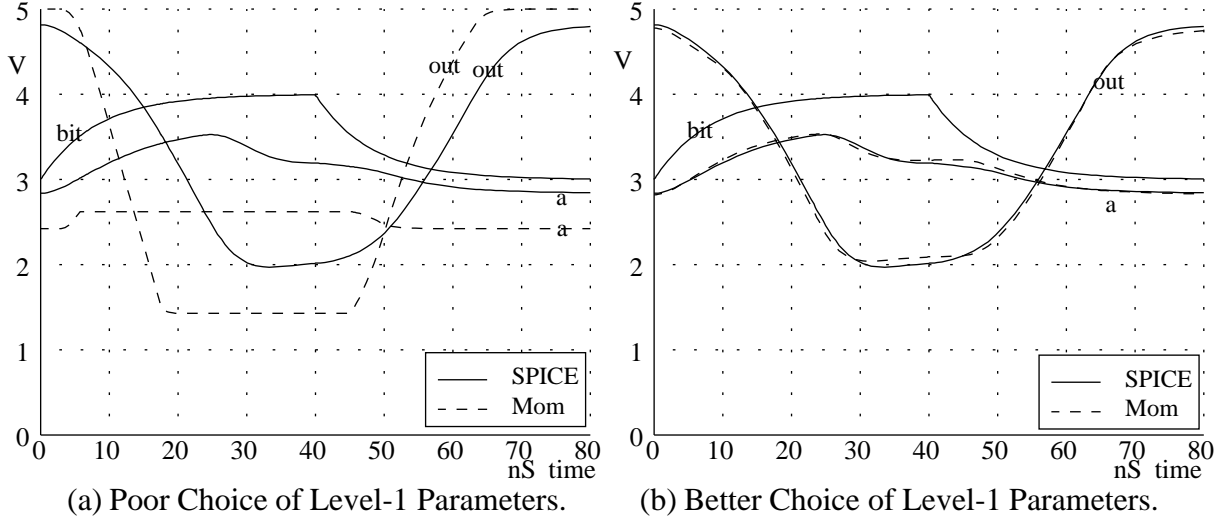 5
V
4
3
2
1
0
out
out
bit
a
a
SPICE
Mom
0 10 20 30 40 50 60 70 80
nS time
(a) Poor Choice of Level-1 Parameters.
5
V
4
3
2
1
0
out
bit
a
SPICE
Mom
0 10 20 30 40 50 60 70 80
nS time
(b) Better Choice of Level-1 Parameters.